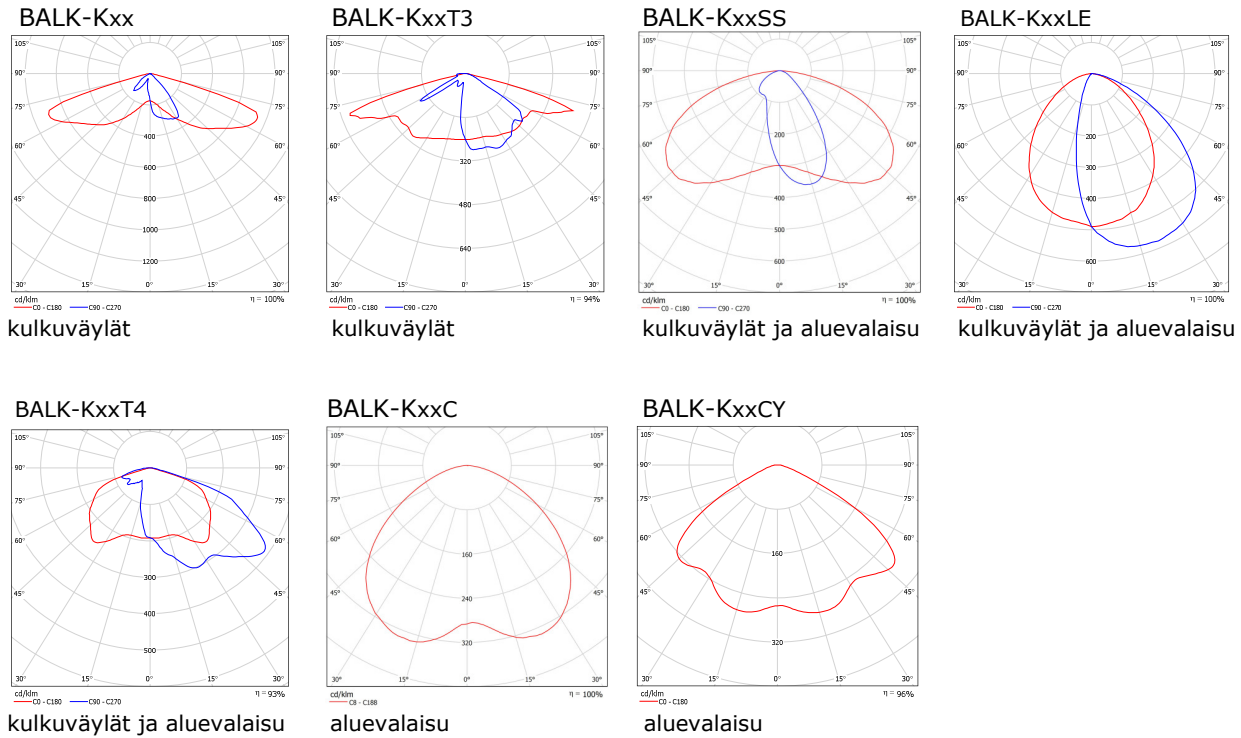 BALK-Kxx
105° 105°
90° 90°
75° 75°
60° 60°
45° 45°
400
600
800
1000
1200
30° 15° 0° 15° 30°
cd/klm η = 100%
C0 - C180 C90 - C270
kulkuväylät
BALK-KxxT3
105° 105°
90° 90°
75° 75°
60° 60°
45° 45°
320
480
640
30° 15° 0° 15° 30°
cd/klm η = 94%
C0 - C180 C90 - C270
kulkuväylät
BALK-KxxSS
105° 105°
90° 90°
75° 75°
60° 60°
45° 45°
200
400
500
600
30° 15° 0° 15° 30°
cd/klm η = 100%
C0 - C180 C90 - C270
kulkuväylät ja aluevalaisu
BALK-KxxLE
105° 105°
90° 90°
75° 75°
60° 60°
45° 45°
200
300
400
600
30° 15° 0° 15° 30°
cd/klm η = 100%
C0 - C180 C90 - C270
kulkuväylät ja aluevalaisu
BALK-KxxT4
105° 105°
90° 90°
75° 75°
60° 60°
45° 45°
300
400
500
30° 15° 0° 15° 30°
cd/klm η = 93%
C0 - C180 C90 - C270
kulkuväylät ja aluevalaisu
BALK-KxxC
105° 105°
90° 90°
75° 75°
60° 60°
45° 45°
160
240
320
30° 15° 0° 15° 30°
cd/klm η = 100%
C8 - C188
aluevalaisu
BALK-KxxCY
105° 105°
90° 90°
75° 75°
60° 60°
45° 45°
160
320
30° 15° 0° 15° 30°
cd/klm η = 96%
C0 - C180
aluevalaisu